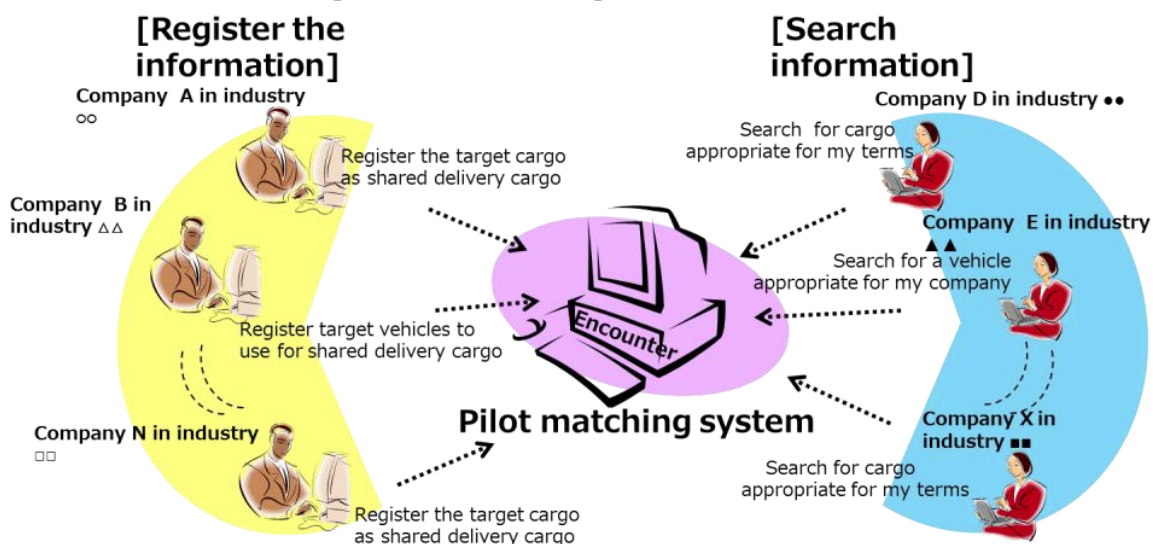 [Register the
information]
Company A in industry
○○
Register the target cargo
as shared delivery cargo
Company B in
industry △△
Register target vehicles to
use for shared delivery cargo
Company N in industry
□□
Register the target cargo
as shared delivery cargo
Encounter
Pilot matching system
[Search
information]
Company D in industry ●●
Search for cargo
appropriate for my terms
Company E in industry
▲ ▲
Search for a vehicle
appropriate for my company
Company X in
industry ■■
Search for cargo
appropriate for my terms